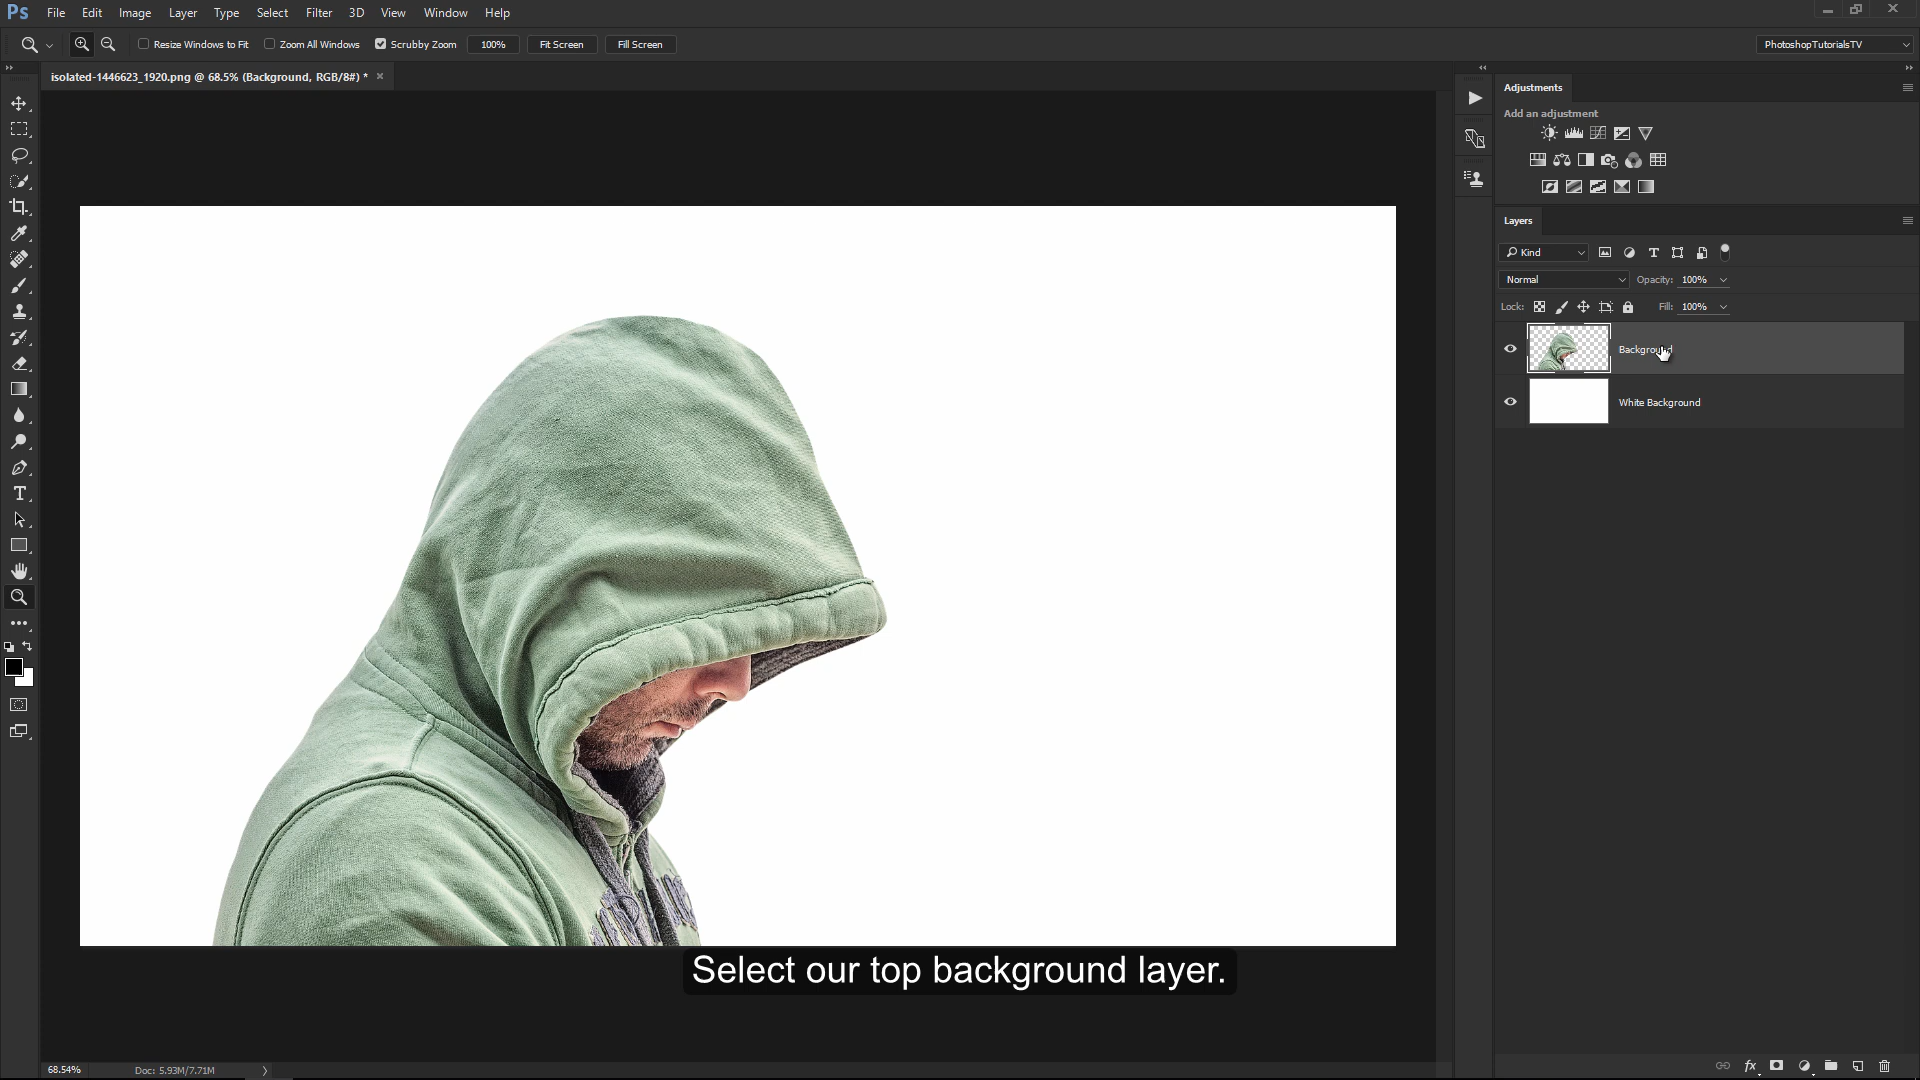 Ps File Edit Image Layer Type Select Filter 3D View Window Help
Resize Windows to Fit Zoom All Windows Scrubby Zoom 100% Fit Screen Fill Screen PhotoshopTutorialsTV
isolated-1446623_1920.png @ 68.5% (Background, RGB/8#) *
Adjustments
Add an adjustment
Layers
Kind
Normal Opacity: 100%
Lock: Fill: 100%
Background
White Background
Select our top background layer.
68.54% Doc: 5.93M/7.71M